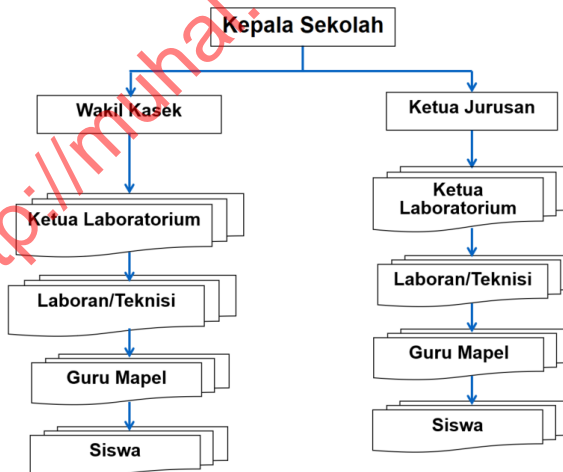 Kepala Sekolah
Wakil Kasek
Ketua Jurusan
Ketua Laboratorium
Ketua
Laboratorium
Laboran/Teknisi
Laboran/Teknisi
Guru Mapel
Guru Mapel
Siswa
Siswa